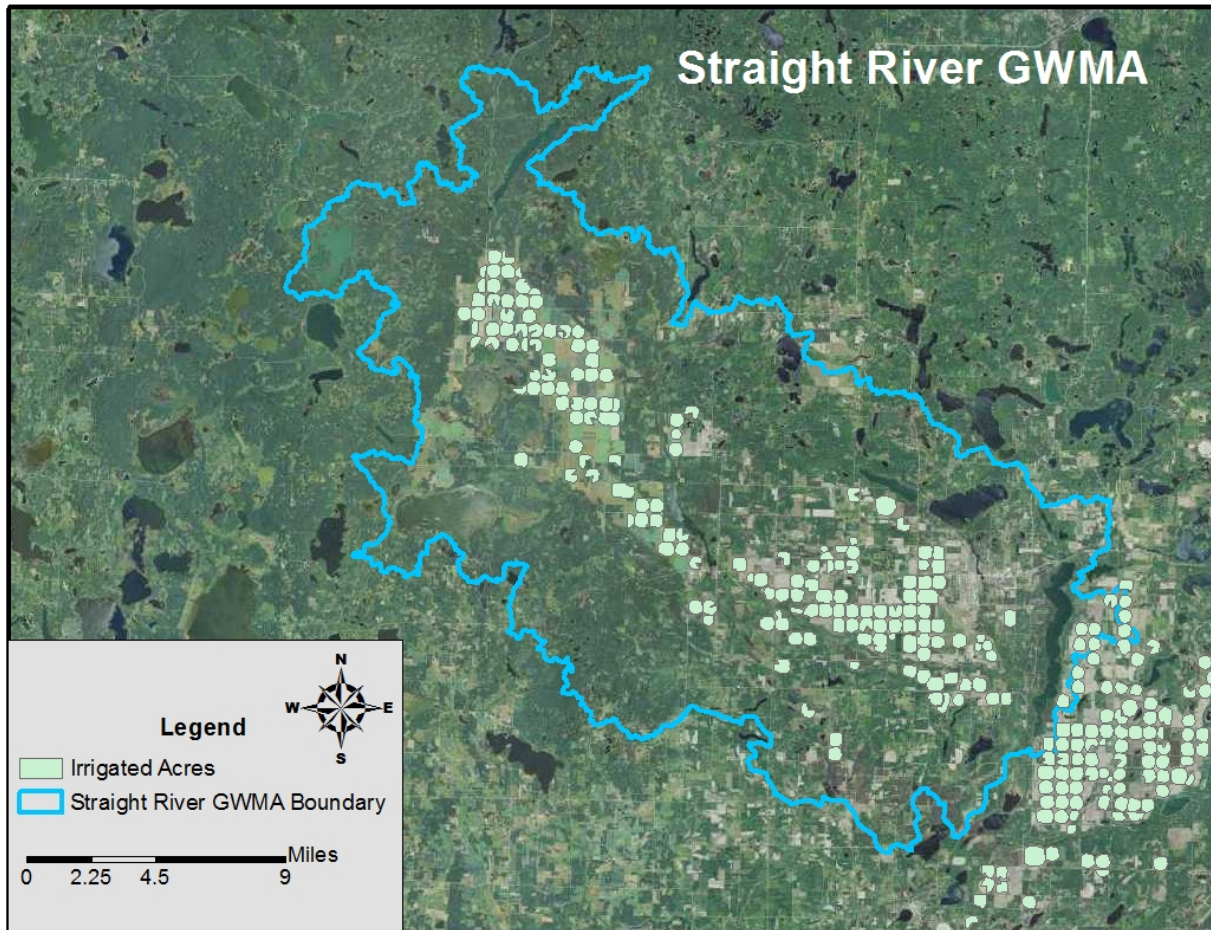 Straight River GWMA
N
W E
S
Legend
Irrigated Acres
Straight River GWMA Boundary
Miles
0 2.25 4.5 9